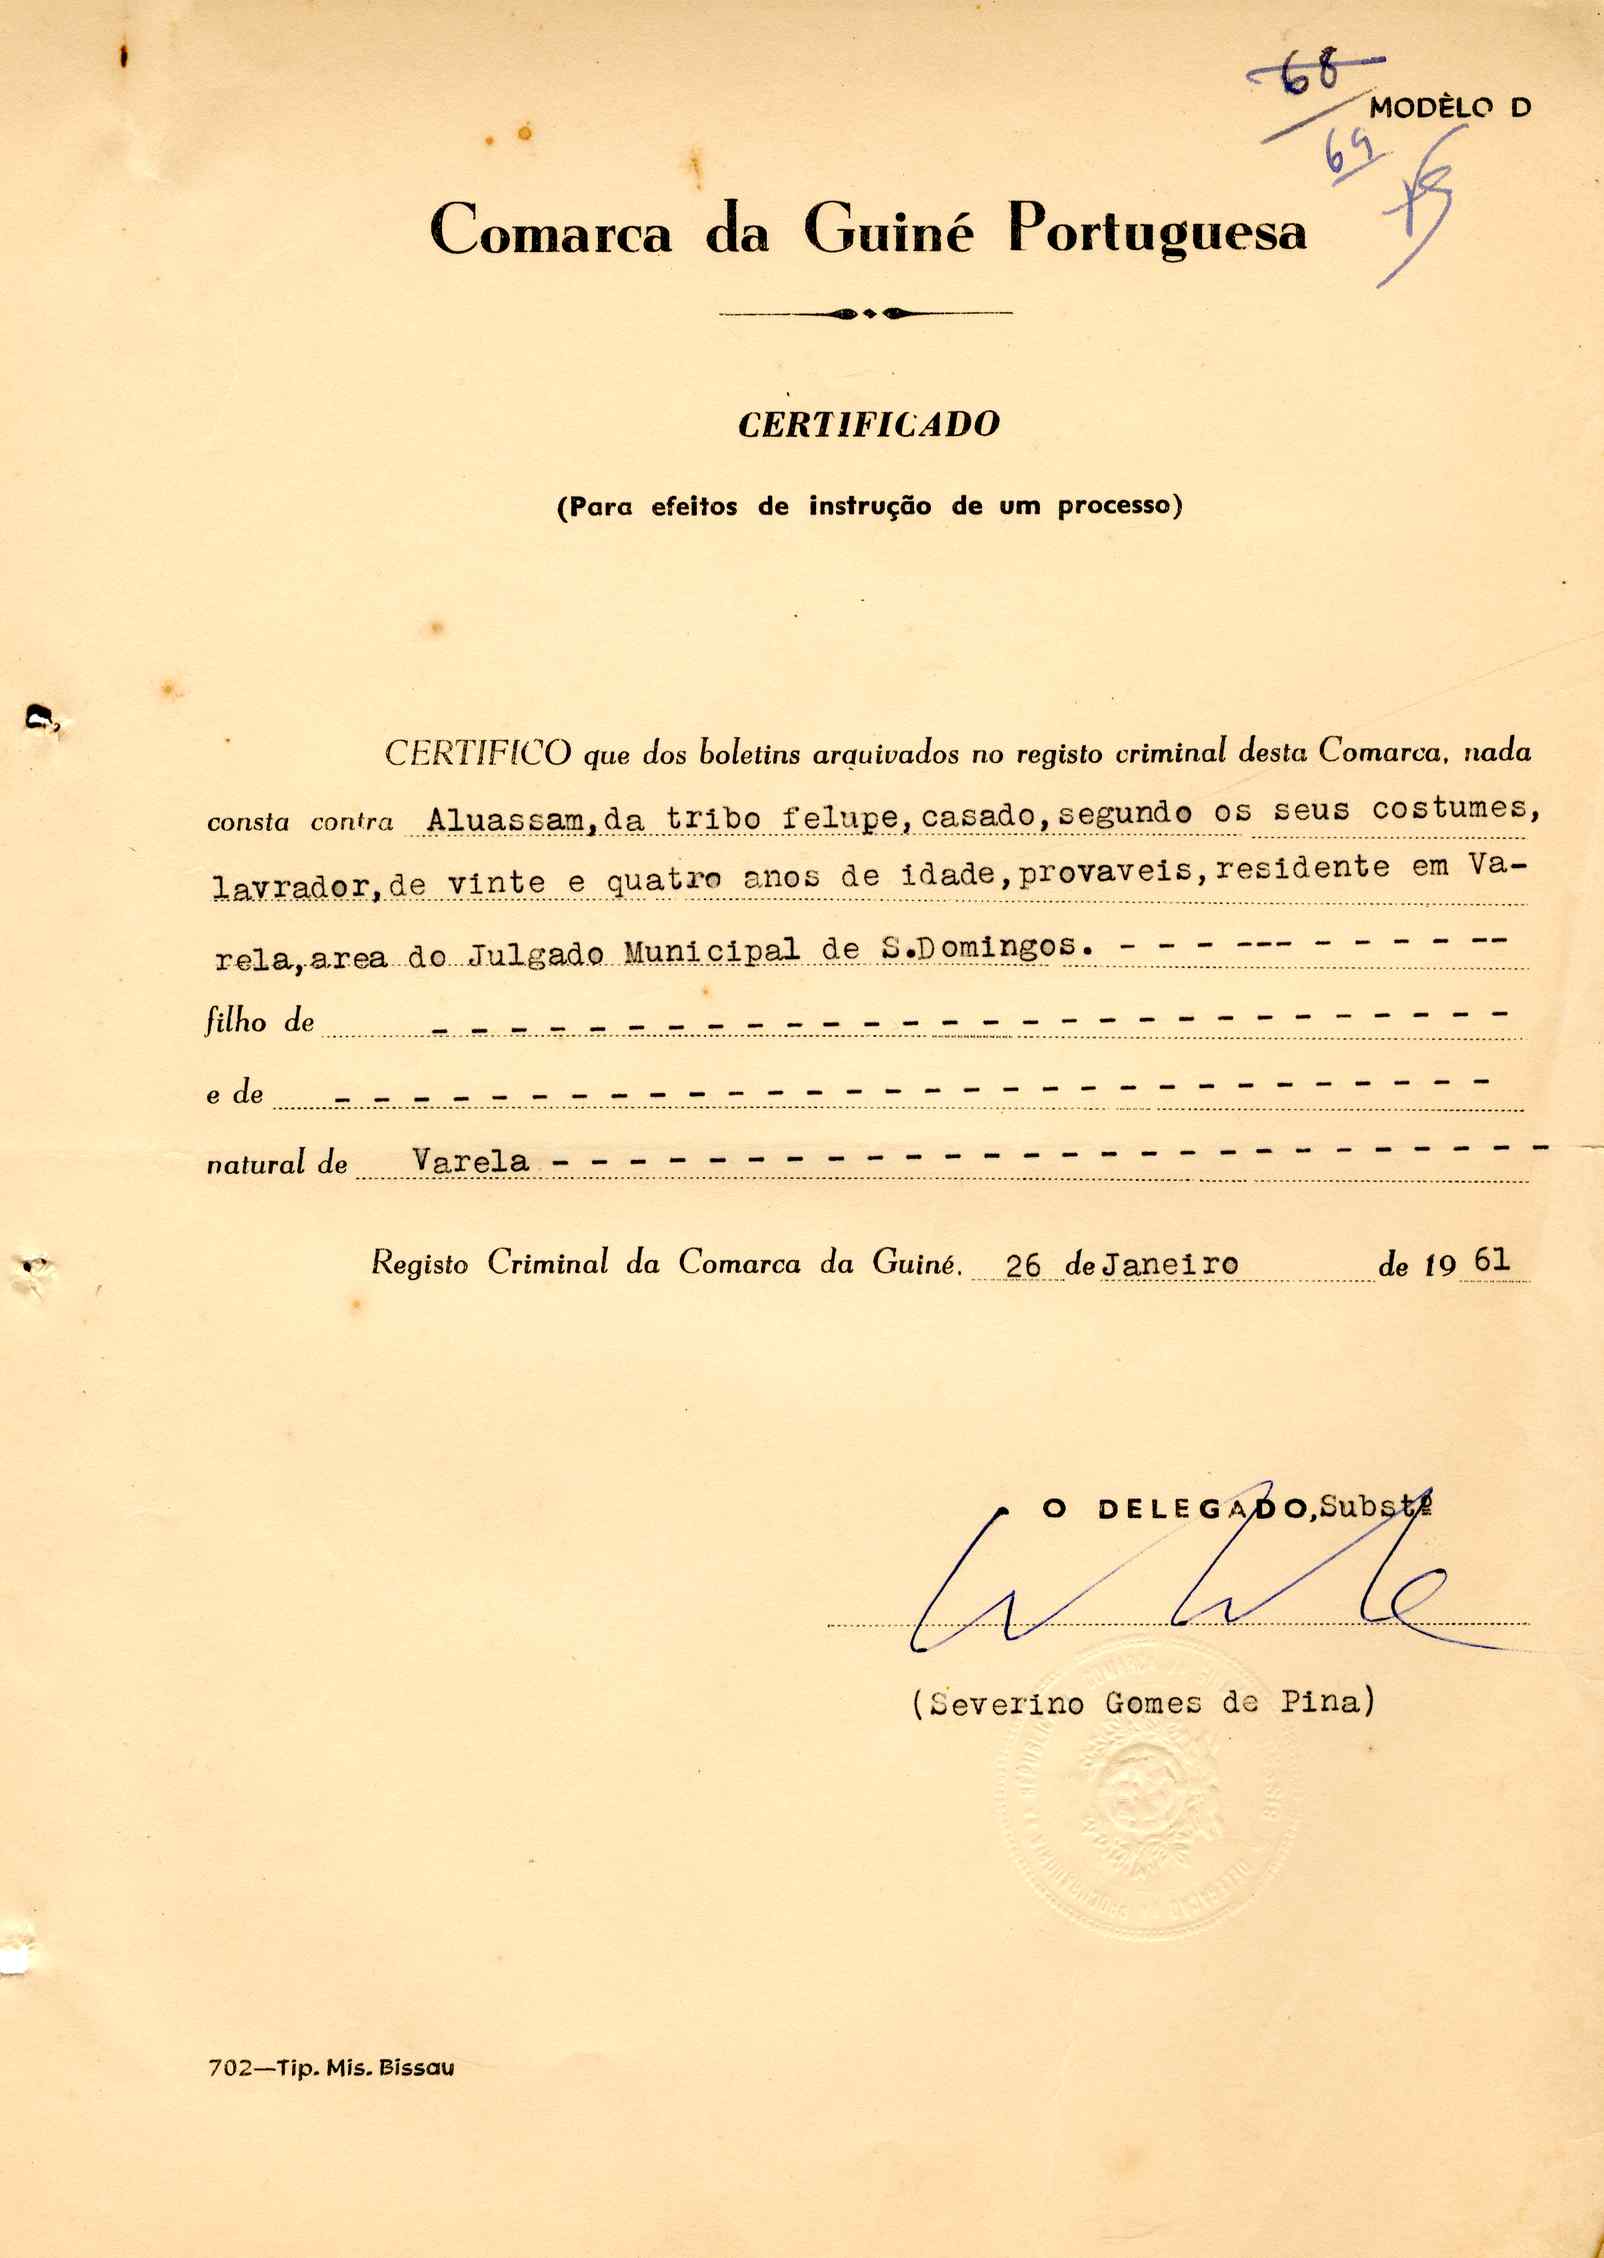 68
MODÈLO D
69
Comarca da Guiné Portuguesa
CERTIFICADO
(Para efeitos de instrução de um processo)
CERTIFICO que dos boletins arquivados no registo criminal desta Comarca, nada
consta contra Aluassam,da tribo felupe,casado,segundo os seus costumes,
lavrador,de vinte e quatro anos de idade,provaveis,residente em Va-
rela,area do Julgado Municipal de S.Domingos. - - - --- - - - - --
filho de - - - - - - - - - - - - - - - - - - - - - - - - - - - -
e de - - - - - - - - - - - - - - - - - - - - - - - - - - - - - -
natural de Varela - - - - - - - - - - - - - - - - - - - - - - - - - -
Registo Criminal da Comarca da Guiné, 26 de Janeiro de 19 61
O DELEGADO,Substº
(Severino Gomes de Pina)
702—Tip. Mis. Bissau